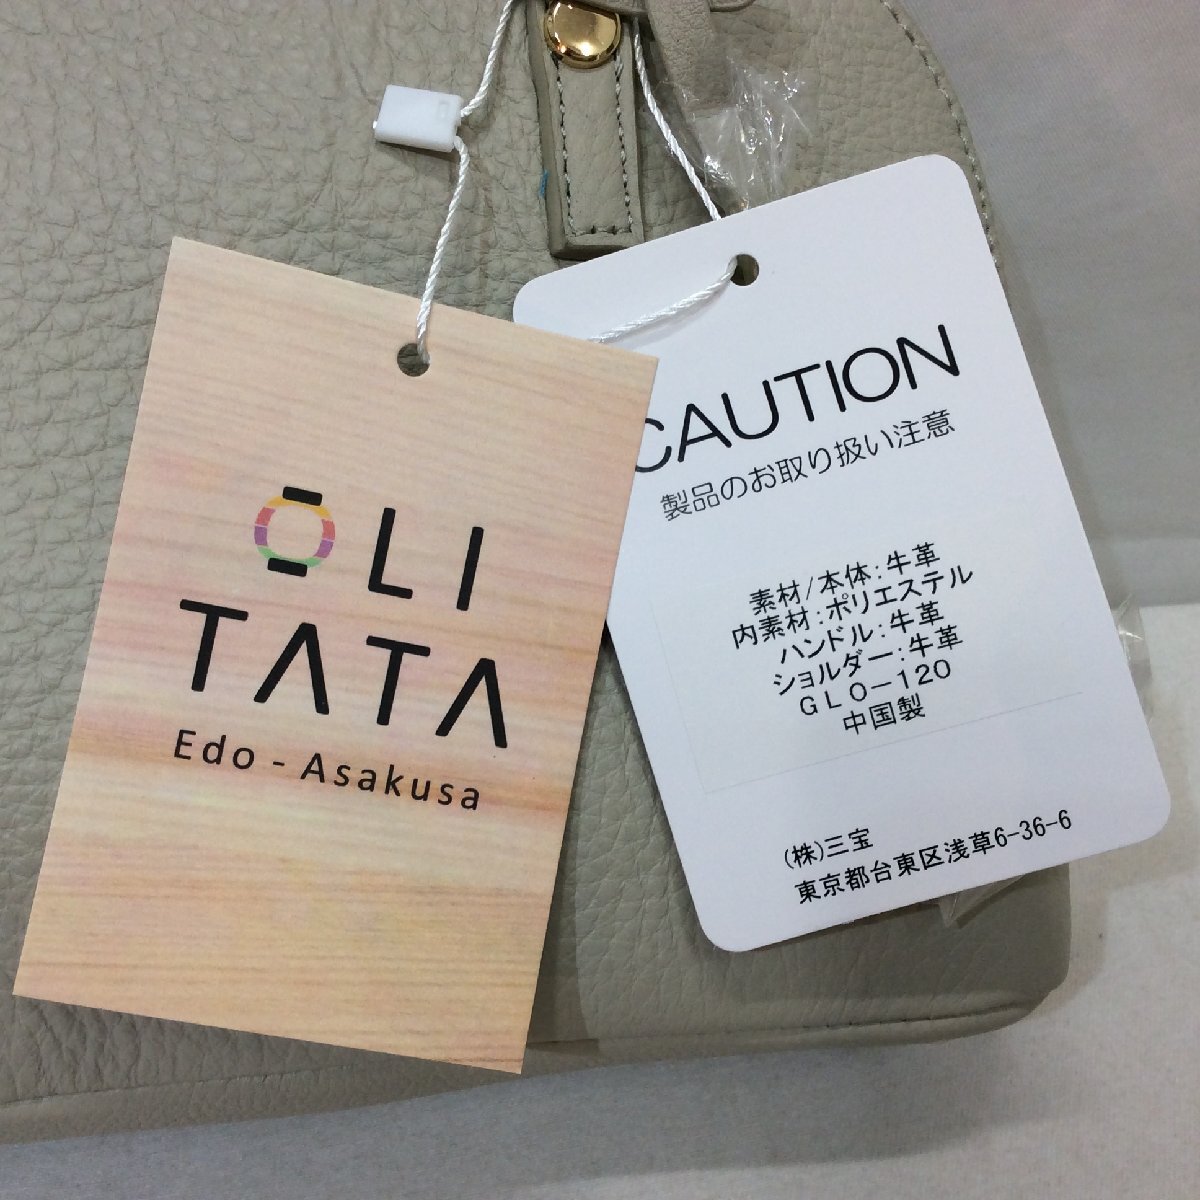 OLI
TATA
Edo - Asakusa
CAUTION
製品のお取り扱い注意
素材/本体:牛革
内素材:ポリエステル
ハンドル:牛革
ショルダー:牛革
GLO-120
中国製
(株)三宝
東京都台東区浅草6-36-6